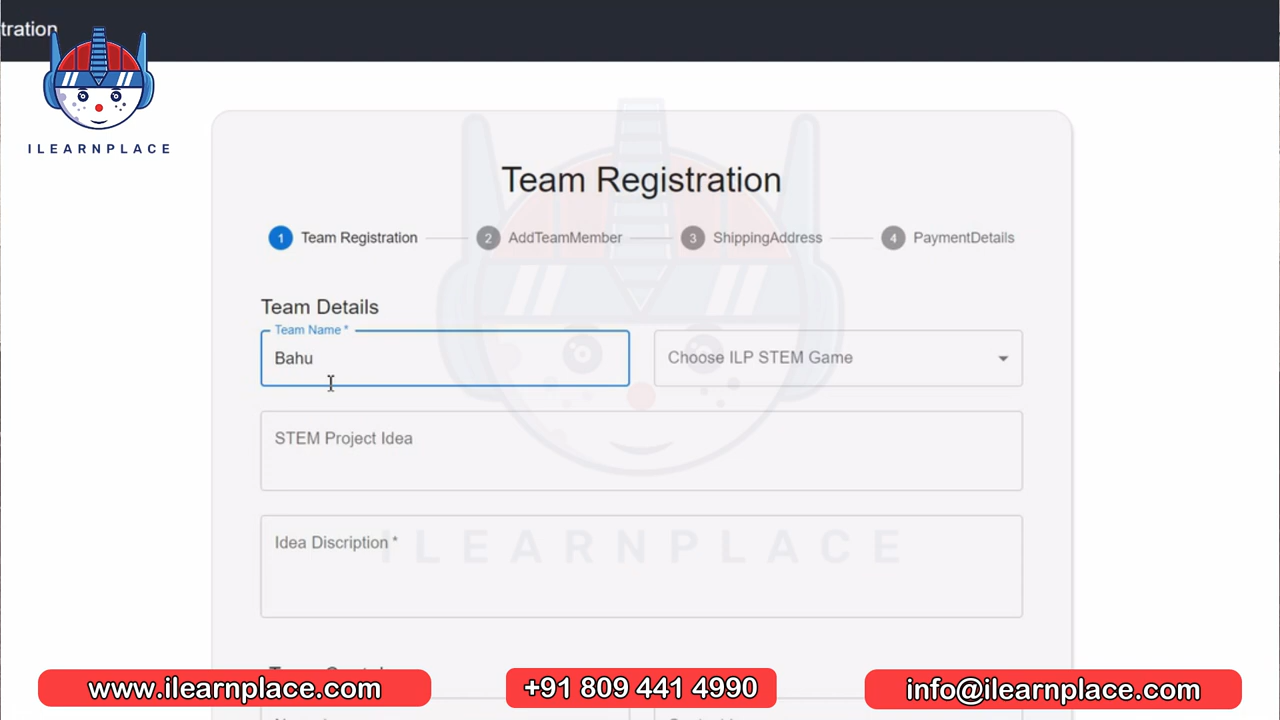 tration
ILEARNPLACE
Team Registration
1 Team Registration 2 AddTeamMember 3 ShippingAddress 4 PaymentDetails
Team Details
Team Name *
Bahu
Choose ILP STEM Game
STEM Project Idea
Idea Discription *
ILEARNPLACE
www.ilearnplace.com
+91 809 441 4990
info@ilearnplace.com